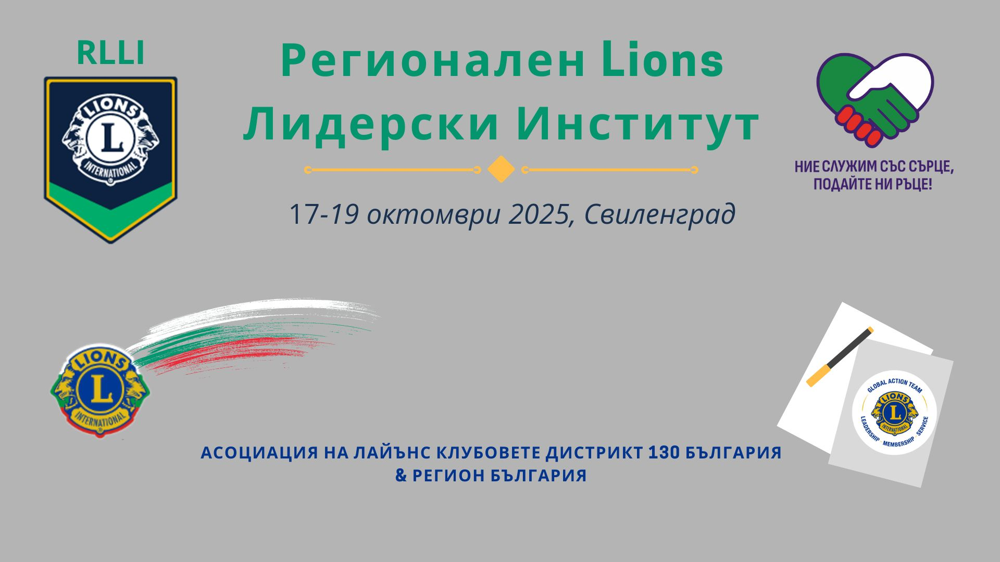 RLLI
Регионален Lions
Лидерски Институт
17-19 октомври 2025, Свиленград
LIONS
L
INTERNATIONAL
НИЕ СЛУЖИМ СЪС СЪРЦЕ,
ПОДАЙТЕ НИ РЪЦЕ!
LIONS
L
INTERNATIONAL
GLOBAL ACTION TEAM
LIONS
L
INTERNATIONAL
LEADERSHIP - MEMBERSHIP - SERVICE
АСОЦИАЦИЯ НА ЛАЙЪНС КЛУБОВЕТЕ ДИСТРИКТ 130 БЪЛГАРИЯ
& РЕГИОН БЪЛГАРИЯ